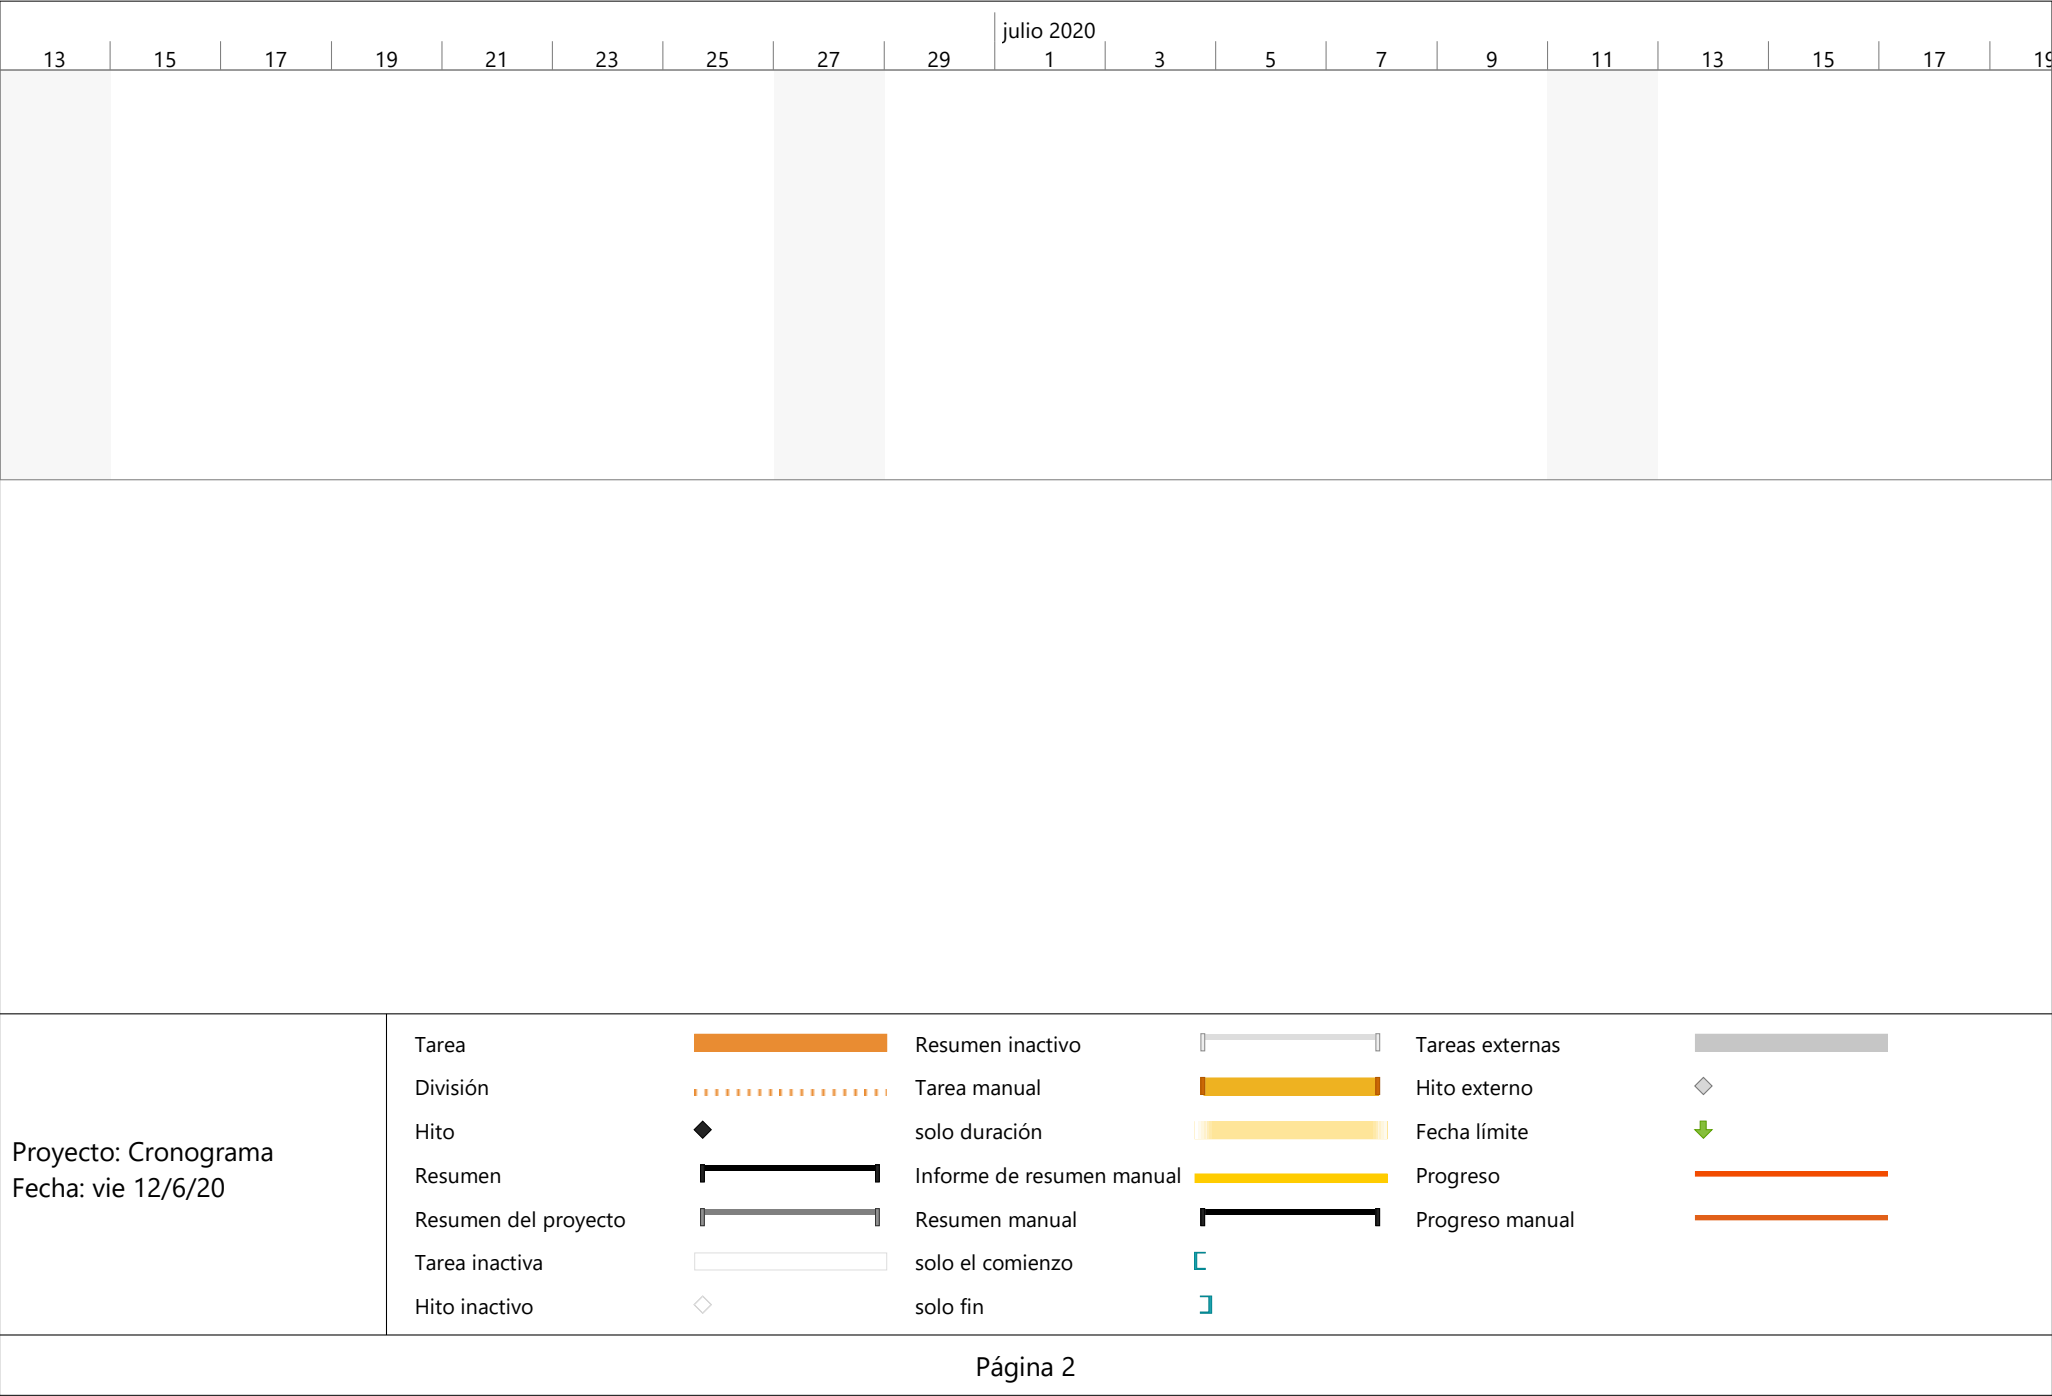 julio 2020
13 15 17 19 21 23 25 27 29 1 3 5 7 9 11 13 15 17 19
Proyecto: Cronograma
Fecha: vie 12/6/20
Tarea
División
Hito
Resumen
Resumen del proyecto
Tarea inactiva
Hito inactivo
Resumen inactivo
Tarea manual
solo duración
Informe de resumen manual
Resumen manual
solo el comienzo
solo fin
Tareas externas
Hito externo
Fecha límite
Progreso
Progreso manual
Página 2